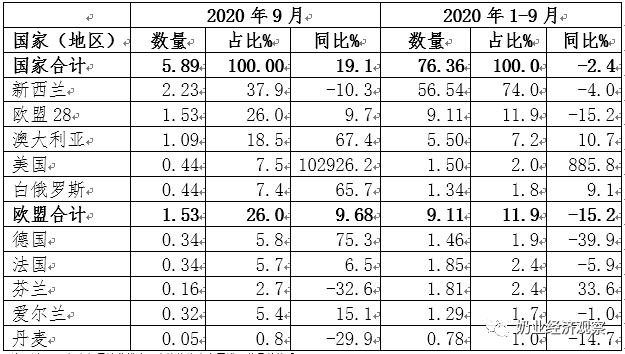 2020 年 9 月 2020 年 1-9 月
国家（地区） 数量 占比% 同比% 数量 占比% 同比%
国家合计 5.89 100.00 19.1 76.36 100.0 -2.4
新西兰 2.23 37.9 -10.3 56.54 74.0 -4.0
欧盟 28 1.53 26.0 9.7 9.11 11.9 -15.2
澳大利亚 1.09 18.5 67.4 5.50 7.2 10.7
美国 0.44 7.5 102926.2 1.50 2.0 885.8
白俄罗斯 0.44 7.4 65.7 1.34 1.8 9.1
欧盟合计 1.53 26.0 9.68 9.11 11.9 -15.2
德国 0.34 5.8 75.3 1.46 1.9 -39.9
法国 0.34 5.7 6.5 1.85 2.4 -5.9
芬兰 0.16 2.7 -32.6 1.81 2.4 33.6
爱尔兰 0.32 5.4 15.1 1.29 1.7 -1.0
丹麦 0.05 0.8 -29.9 0.78 1.0 -14.7
奶业经济观察